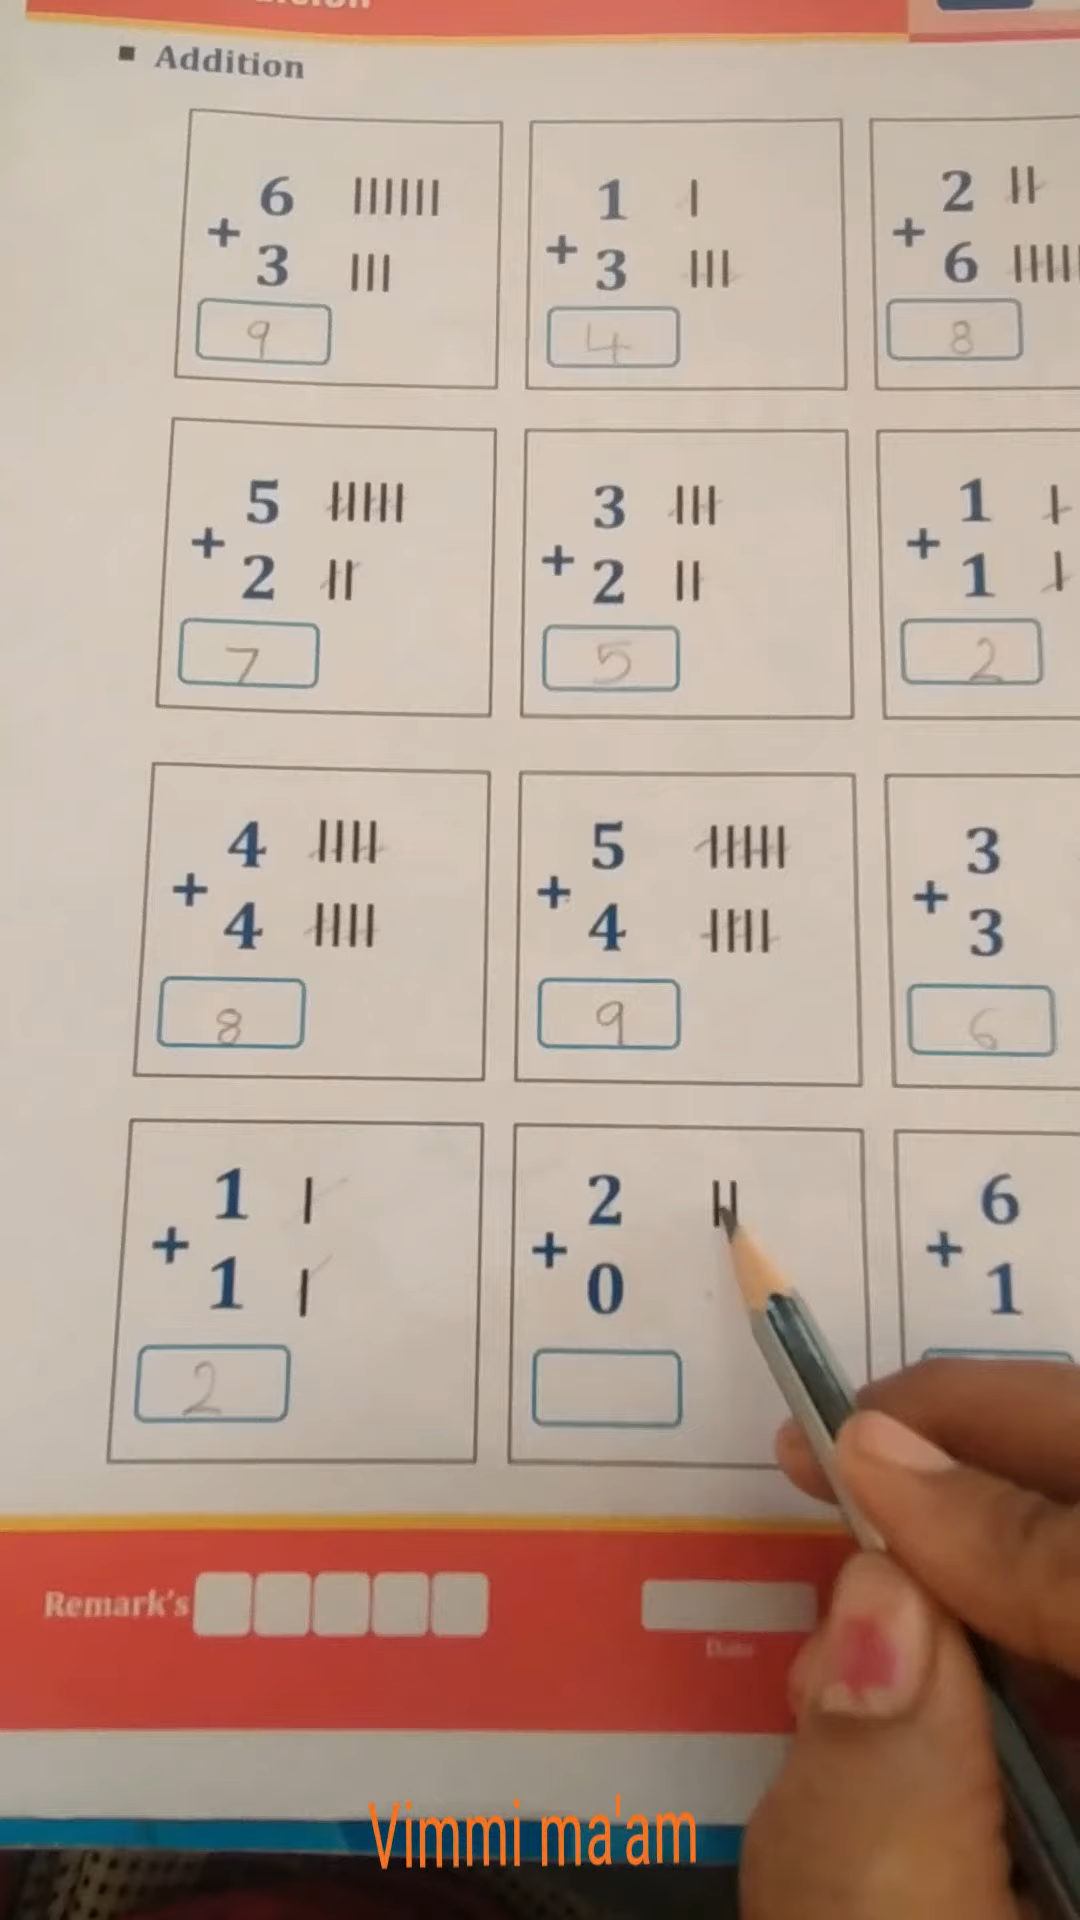 Addition
6 1 2
+ + +
3 3 6
9 4 8
5 3 1
+ + +
2 2 1
7 5 2
4 5 3
+ + +
4 4 3
8 9 6
1 2 6
+ + +
1 0 1
2
Remark's
Date
Vimmi ma'am